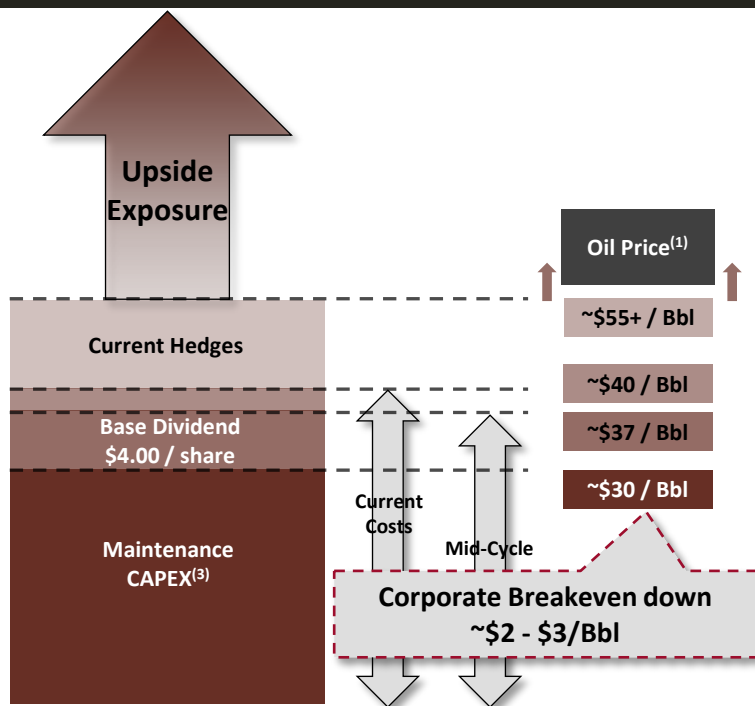 Upside
Exposure
Oil Price(1)
~$55+ / Bbl
Current Hedges
~$40 / Bbl
Base Dividend
$4.00 / share
~$37 / Bbl
~$30 / Bbl
Current
Costs
Mid-Cycle
Maintenance
CAPEX(3)
Corporate Breakeven down
~$2 - $3/Bbl